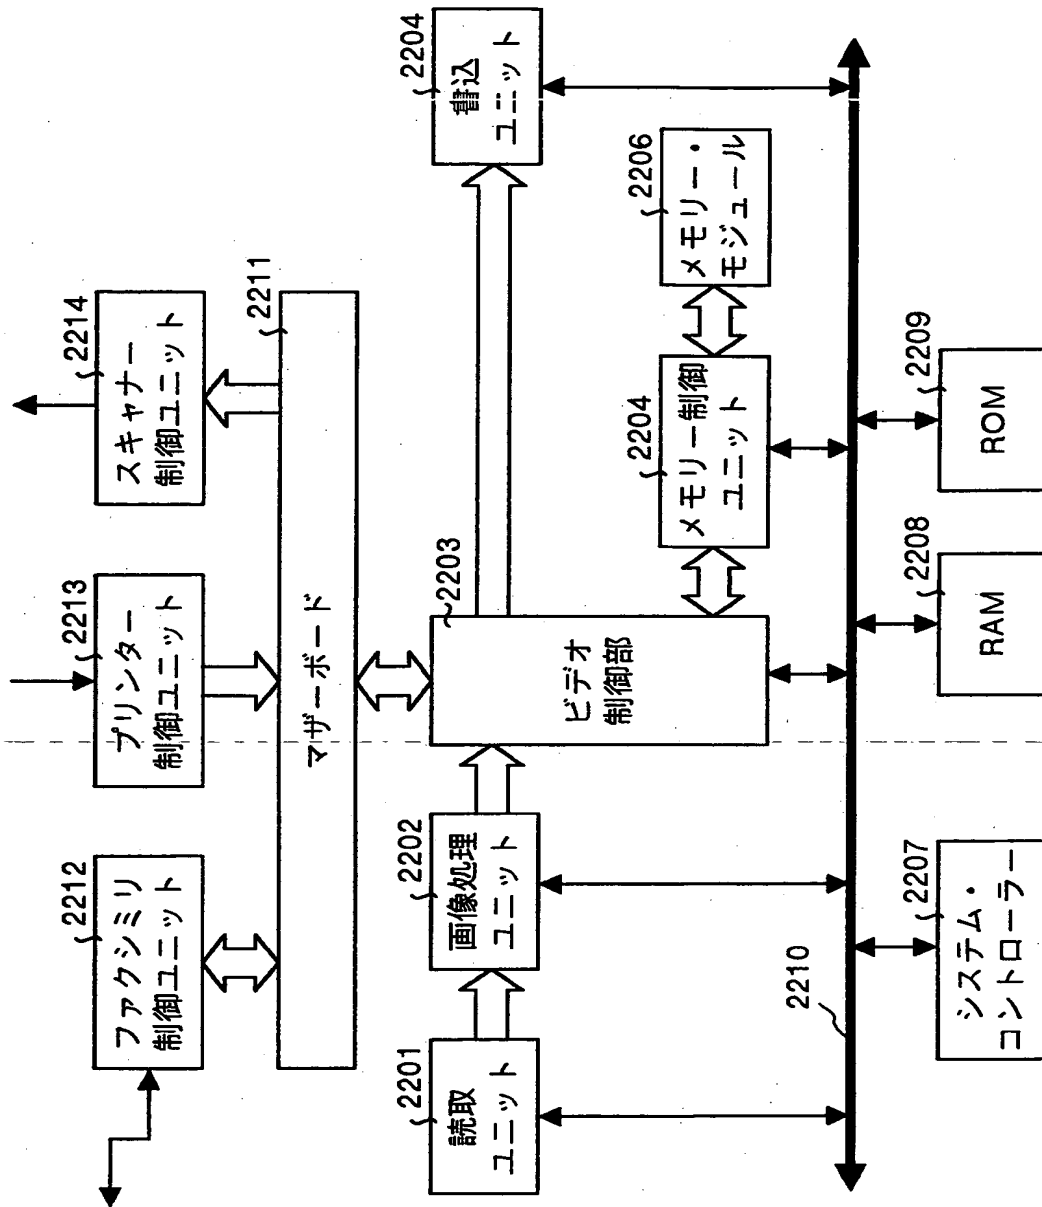 2212
ファクシミリ
制御ユニット
2213
プリンター
制御ユニット
2214
スキャナー
制御ユニット
2211
マザーボード
2201
読取
ユニット
2202
画像処理
ユニット
2203
ビデオ
制御部
2204
書込
ユニット
2204
メモリー制御
ユニット
2206
メモリー・
モジュール
2210
2207
システム・
コントローラー
2208
RAM
2209
ROM